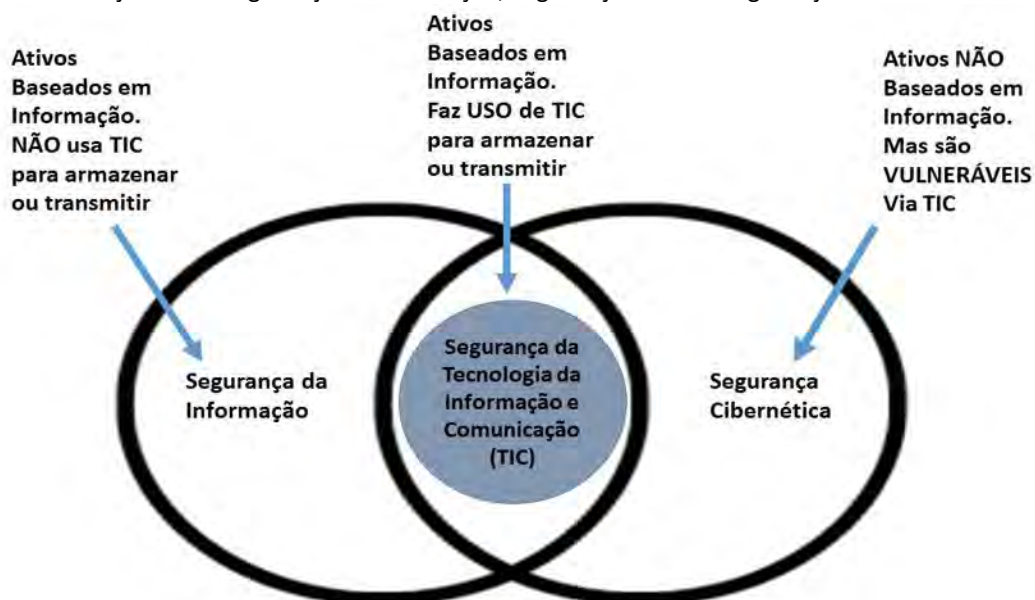 Ativos
Baseados em
Informação.
NÃO usa TIC
para armazenar
ou transmitir
Ativos
Baseados em
Informação.
Faz USO de TIC
para armazenar
ou transmitir
Ativos NÃO
Baseados em
Informação.
Mas são
VULNERÁVEIS
Via TIC
Segurança da
Informação
Segurança da
Tecnologia da
Informação e
Comunicação
(TIC)
Segurança
Cibernética